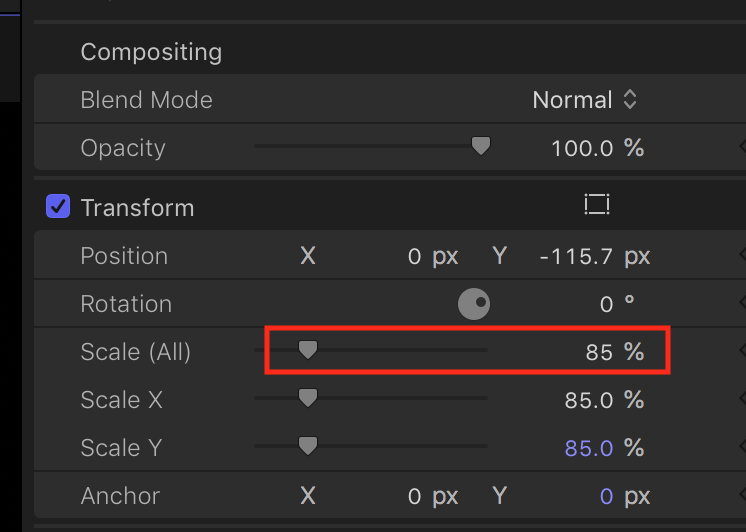 Compositing
Blend Mode Normal
Opacity 100.0 %
Transform
Position X 0 px Y -115.7 px
Rotation 0 °
Scale (All) 85 %
Scale X 85.0 %
Scale Y 85.0 %
Anchor X 0 px Y 0 px